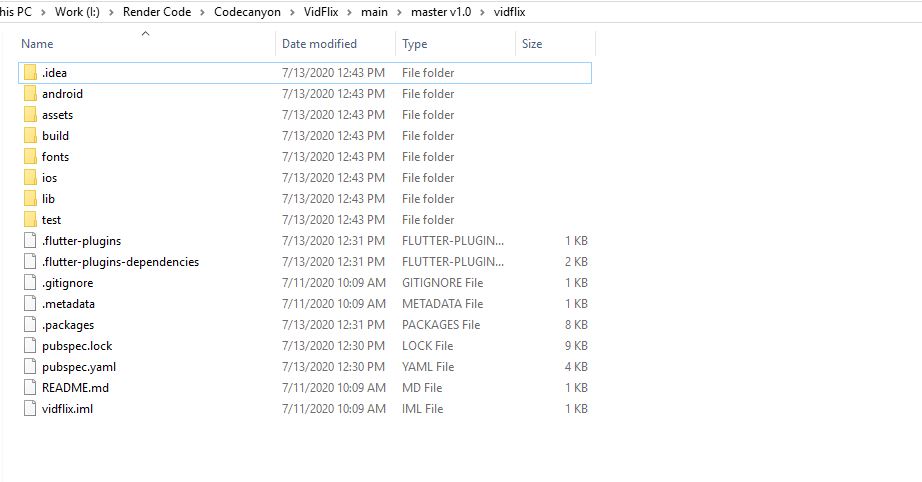 his PC > Work (I:) > Render Code > Codecanyon > VidFlix > main > master v1.0 > vidflix
Name Date modified Type Size
.idea 7/13/2020 12:43 PM File folder
android 7/13/2020 12:43 PM File folder
assets 7/13/2020 12:43 PM File folder
build 7/13/2020 12:43 PM File folder
fonts 7/13/2020 12:43 PM File folder
ios 7/13/2020 12:43 PM File folder
lib 7/13/2020 12:43 PM File folder
test 7/13/2020 12:43 PM File folder
.flutter-plugins 7/13/2020 12:31 PM FLUTTER-PLUGIN... 1 KB
.flutter-plugins-dependencies 7/13/2020 12:31 PM FLUTTER-PLUGIN... 2 KB
.gitignore 7/11/2020 10:09 AM GITIGNORE File 1 KB
.metadata 7/11/2020 10:09 AM METADATA File 1 KB
.packages 7/13/2020 12:31 PM PACKAGES File 8 KB
pubspec.lock 7/13/2020 12:30 PM LOCK File 9 KB
pubspec.yaml 7/13/2020 12:30 PM YAML File 4 KB
README.md 7/11/2020 10:09 AM MD File 1 KB
vidflix.iml 7/11/2020 10:09 AM IML File 1 KB